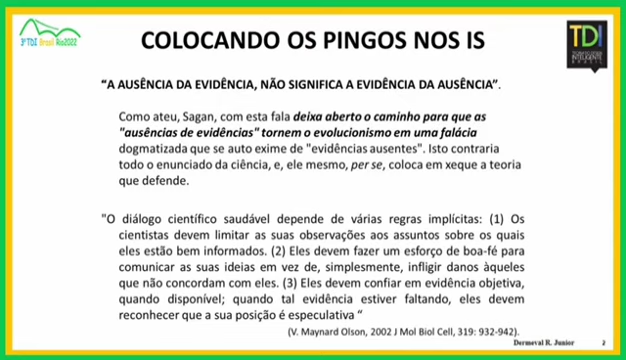 3º TDI Brasil Rio2022
COLOCANDO OS PINGOS NOS IS
TDI
BRASIL
“A AUSÊNCIA DA EVIDÊNCIA, NÃO SIGNIFICA A EVIDÊNCIA DA AUSÊNCIA”.
Como ateu, Sagan, com esta fala deixa aberto o caminho para que as
"ausências de evidências" tornem o evolucionismo em uma falácia
dogmatizada que se auto exime de "evidências ausentes". Isto contraria
todo o enunciado da ciência, e, ele mesmo, per se, coloca em xeque a teoria
que defende.
"O diálogo científico saudável depende de várias regras implícitas: (1) Os
cientistas devem limitar as suas observações aos assuntos sobre os quais
eles estão bem informados. (2) Eles devem fazer um esforço de boa-fé para
comunicar as suas ideias em vez de, simplesmente, infligir danos àqueles
que não concordam com eles. (3) Eles devem confiar em evidência objetiva,
quando disponível; quando tal evidência estiver faltando, eles devem
reconhecer que a sua posição é especulativa “
(V. Maynard Olson, 2002 J Mol Biol Cell, 319: 932-942).
Dermeval R. Junior 2